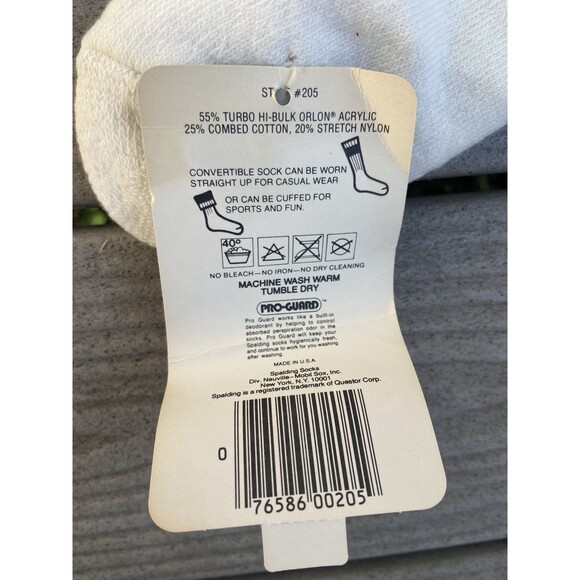 ST #205
55% TURBO HI-BULK ORLON® ACRYLIC
25% COMBED COTTON, 20% STRETCH NYLON
CONVERTIBLE SOCK CAN BE WORN
STRAIGHT UP FOR CASUAL WEAR
OR CAN BE CUFFED FOR
SPORTS AND FUN.
40°
NO BLEACH—NO IRON—NO DRY CLEANING
MACHINE WASH WARM
TUMBLE DRY
PRO-GUARD™
Pro Guard works like a built-in
deodorant by helping to control
absorbed perspiration odor in the
socks. Pro Guard will keep your
Spalding socks hygienically fresh
and continue to work for you washing
after washing.
MADE IN U.S.A.
Spalding Socks
Div. Neuville—Mobil Sox, Inc.
New York, N.Y. 10001
Spalding is a registered trademark of Questor Corp.
0 76586 00205